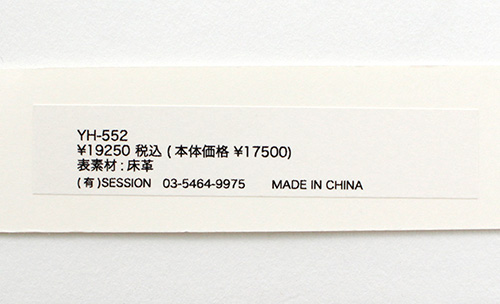 YH-552
¥19250 税込 (本体価格 ¥17500)
表素材 : 床革
(有)SESSION 03-5464-9975 MADE IN CHINA